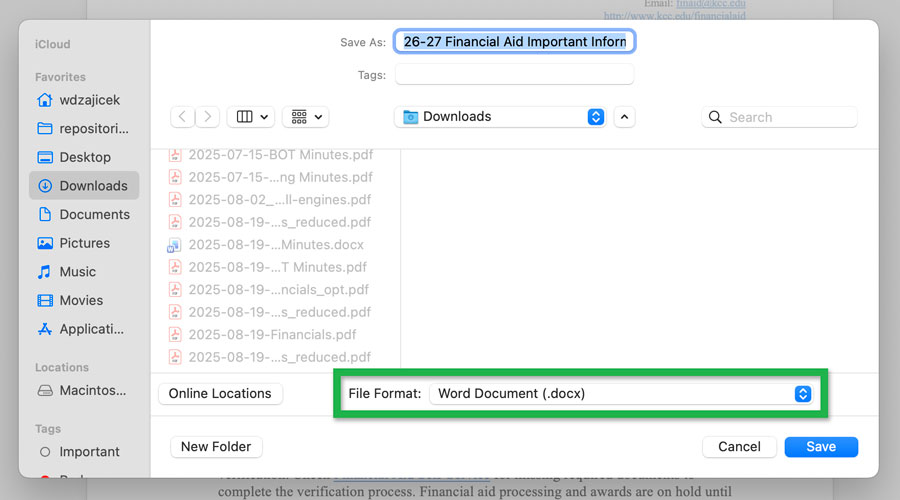 Email: finaid@kcc.edu
http://www.kcc.edu/financialaid
iCloud
Favorites
wdzajicek
repositori...
Desktop
Downloads
Documents
Pictures
Music
Movies
Applicati...
Locations
Macintos...
Tags
Important
Save As: 26-27 Financial Aid Important Inform
Tags:
Downloads
Search
2025-07-15-BOT Minutes.pdf
2025-07-15-...ng Minutes.pdf
2025-08-02_...ll-engines.pdf
2025-08-19-...s_reduced.pdf
2025-08-19-...Minutes.docx
2025-08-19-...T Minutes.pdf
2025-08-19-...ncials_opt.pdf
2025-08-19-...s_reduced.pdf
2025-08-19-Financials.pdf
2025-08-19-...s_reduced.pdf
Online Locations
File Format: Word Document (.docx)
New Folder
Cancel
Save
complete the verification process. Financial aid processing and awards are on hold until